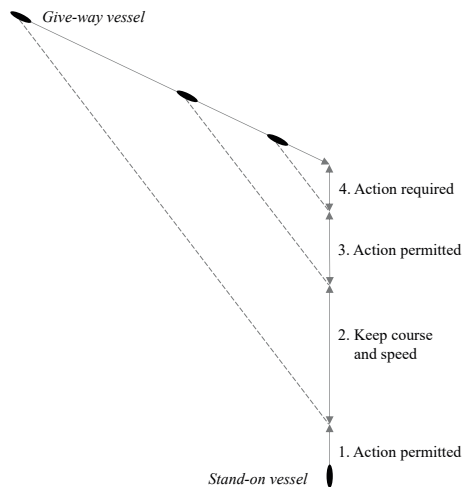 Give-way vessel
4. Action required
3. Action permitted
2. Keep course
and speed
1. Action permitted
Stand-on vessel